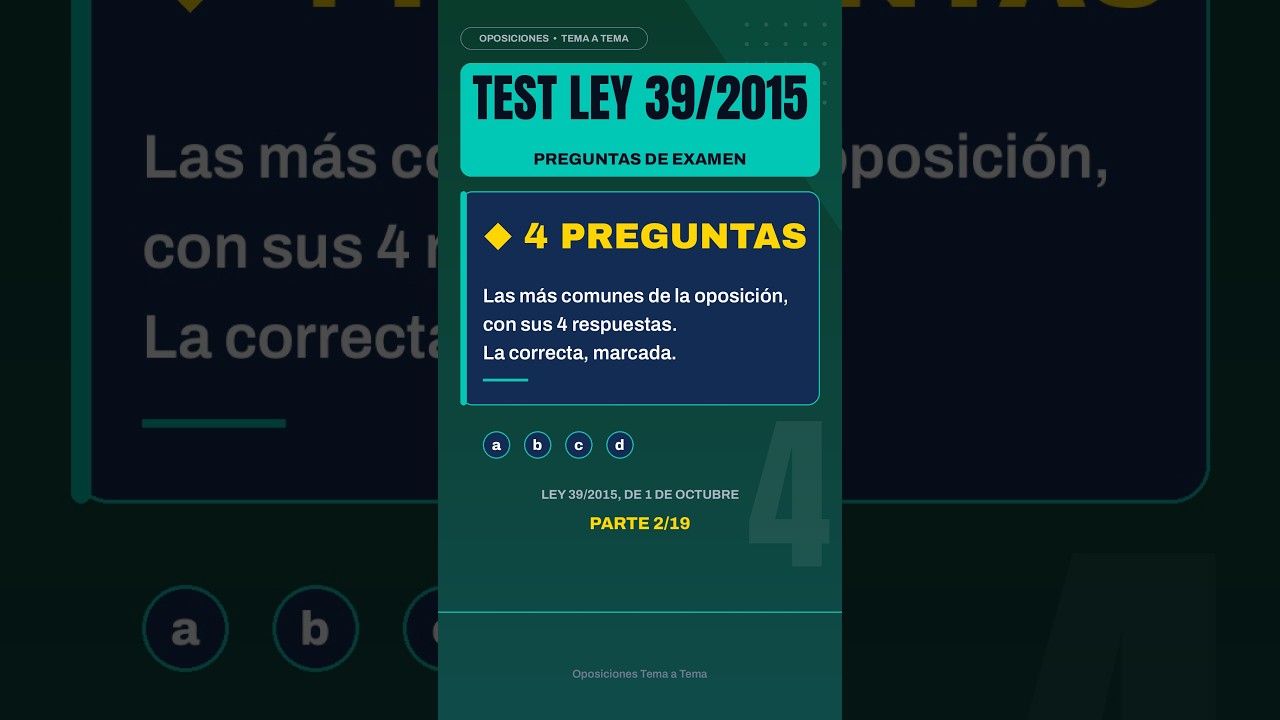 OPOSICIONES • TEMA A TEMA
TEST LEY 39/2015
PREGUNTAS DE EXAMEN
◆ 4 PREGUNTAS
Las más comunes de la oposición,
con sus 4 respuestas.
La correcta, marcada.
a b c d
4
LEY 39/2015, DE 1 DE OCTUBRE
PARTE 2/19
Oposiciones Tema a Tema